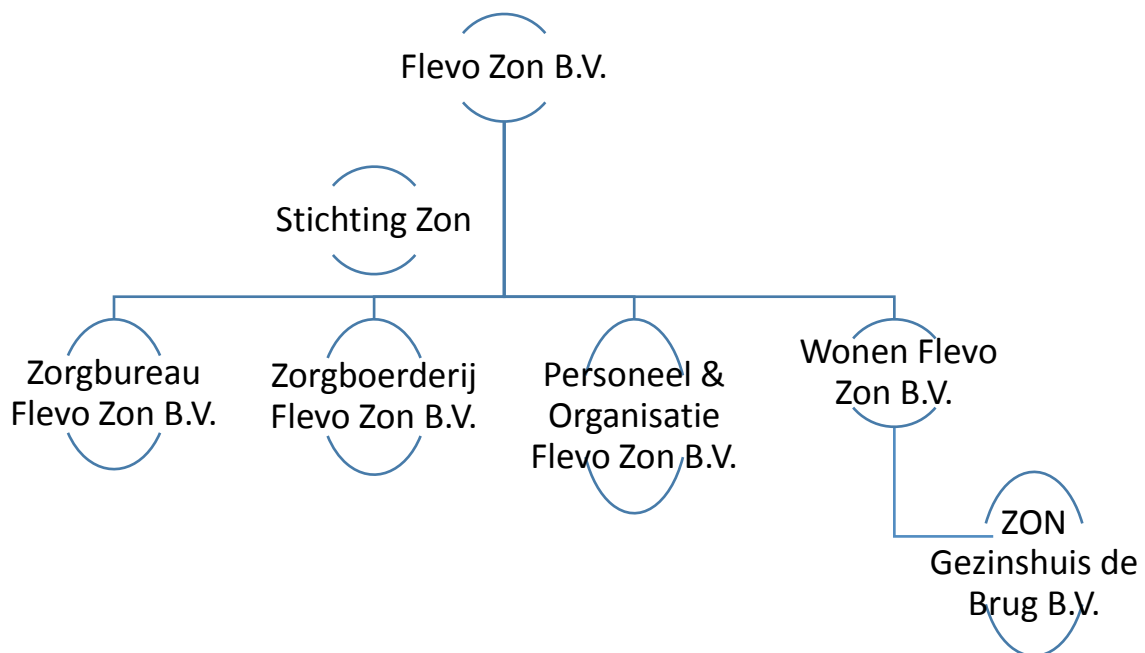 Flevo Zon B.V.
Stichting Zon
Zorgbureau
Flevo Zon B.V.
Zorgboerderij
Flevo Zon B.V.
Personeel &
Organisatie
Flevo Zon B.V.
Wonen Flevo
Zon B.V.
ZON
Gezinshuis de
Brug B.V.